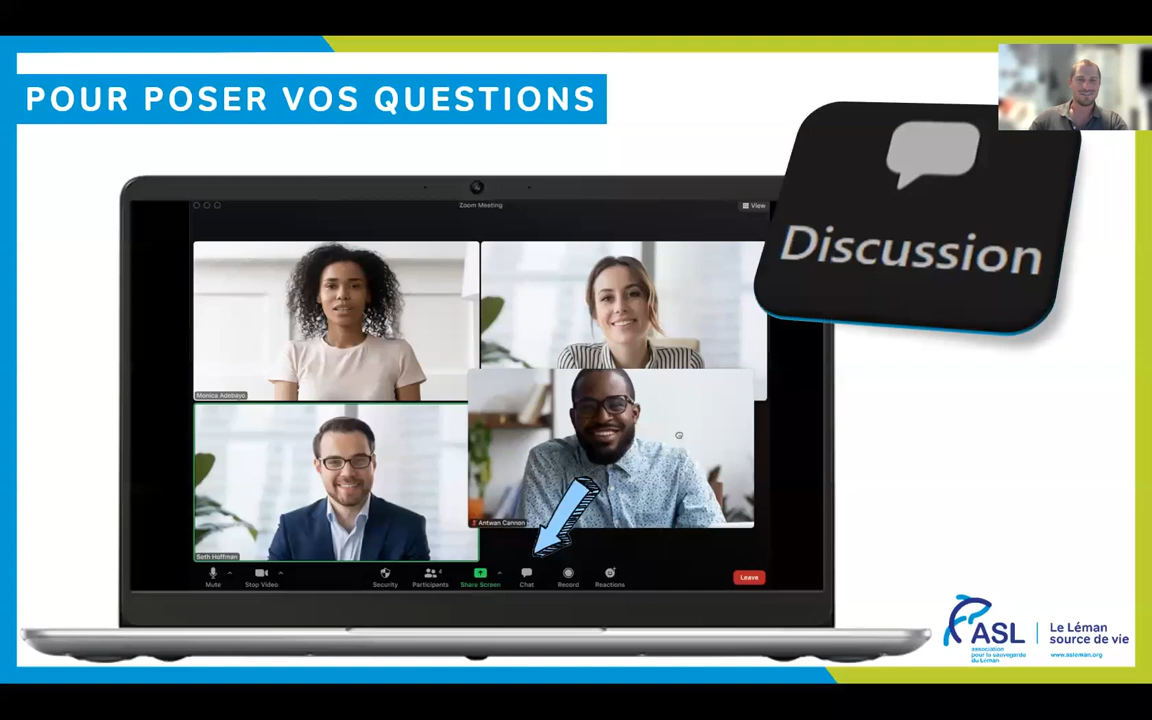 POUR POSER VOS QUESTIONS
Discussion
Zoom Meeting
View
Monica Adebayo
Seth Hoffman
Antwan Cannon
Mute
Stop Video
Security
Participants
4
Share Screen
Chat
Record
Reactions
Leave
ASL
association
pour la sauvegarde
du Léman
Le Léman
source de vie
www.asleman.org